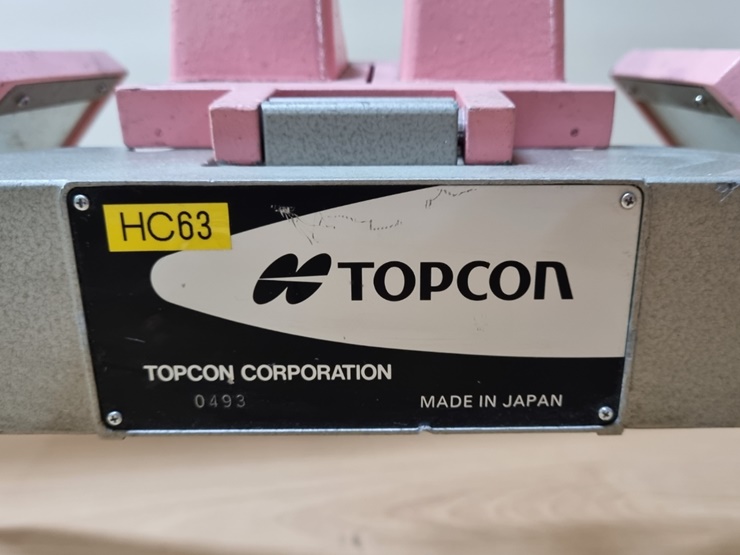 HC63
TOPCON
TOPCON CORPORATION
0493
MADE IN JAPAN